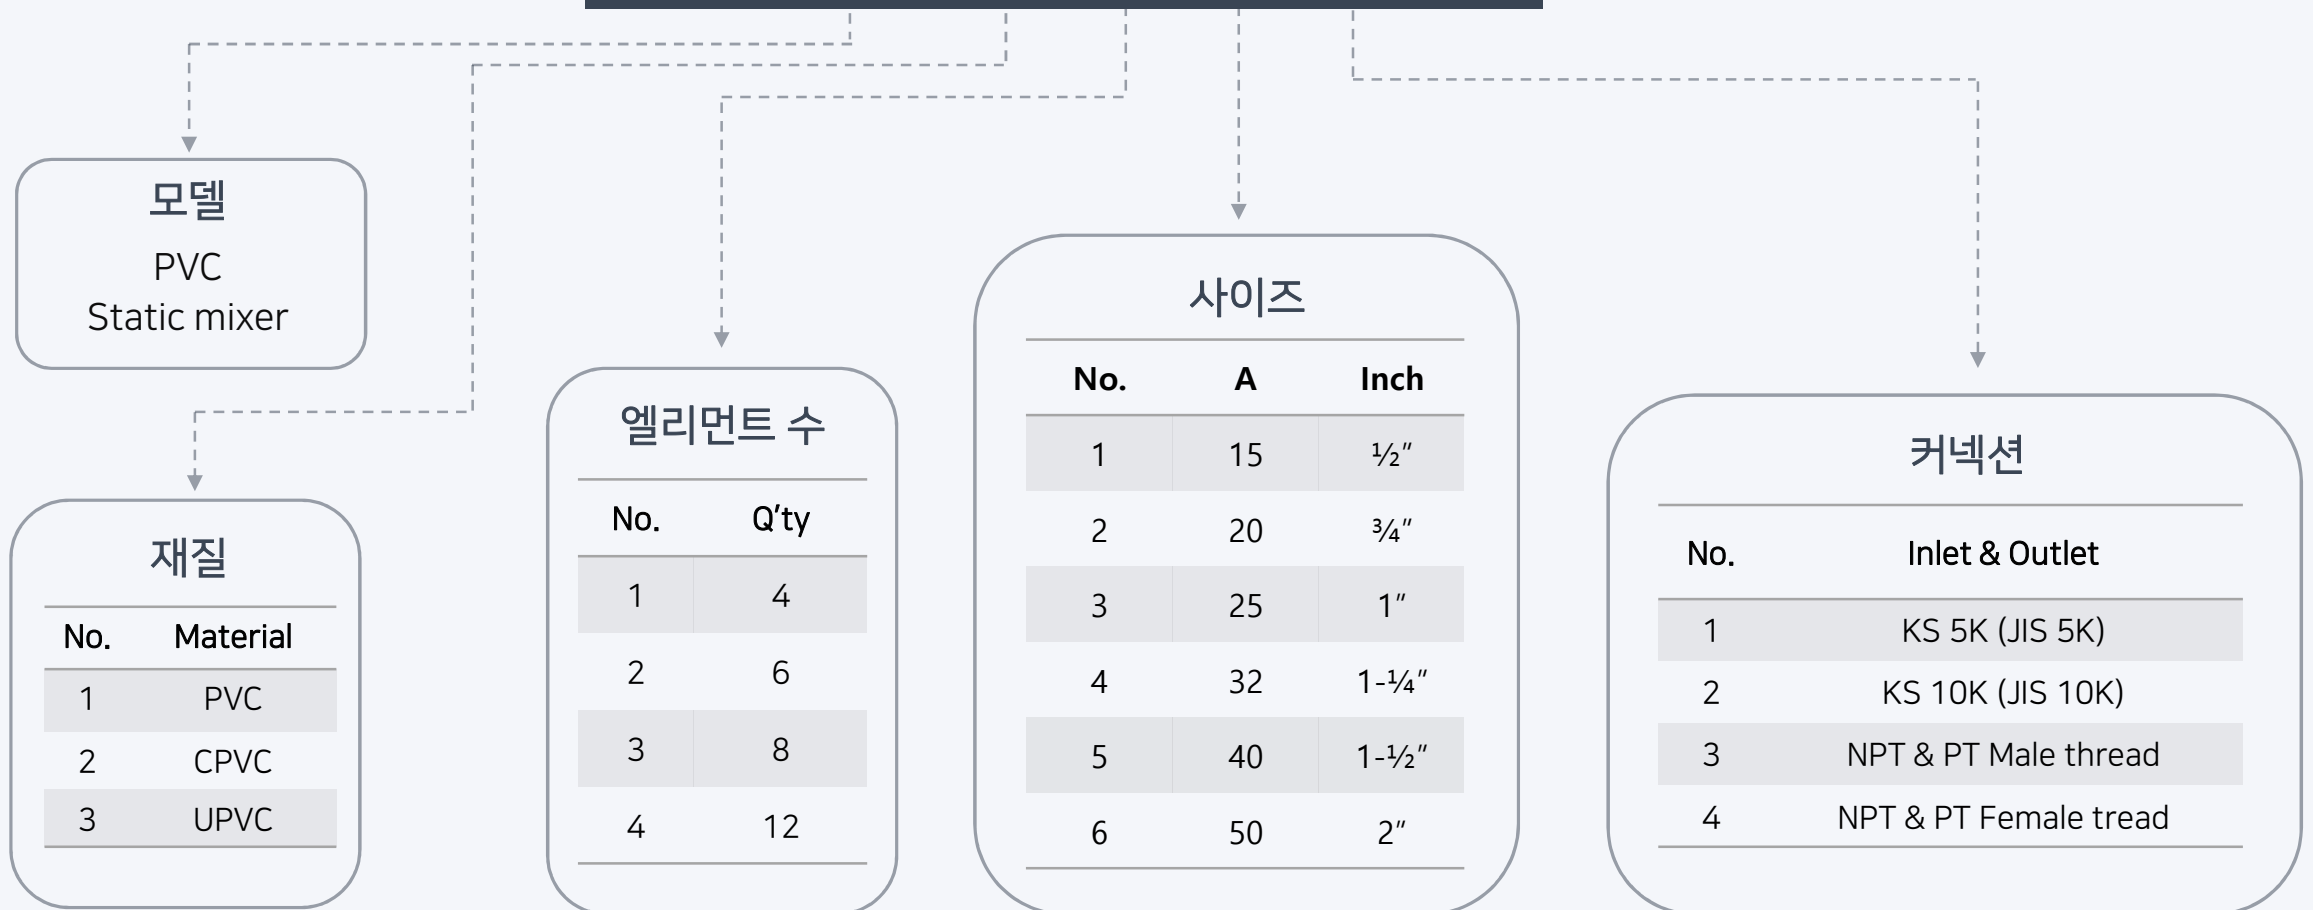 모델
PVC
Static mixer
재질
No. Material
1 PVC
2 CPVC
3 UPVC
엘리먼트 수
No. Q'ty
1 4
2 6
3 8
4 12
사이즈
No. A Inch
1 15 ½"
2 20 ¾"
3 25 1"
4 32 1-¼"
5 40 1-½"
6 50 2"
커넥션
No. Inlet & Outlet
1 KS 5K (JIS 5K)
2 KS 10K (JIS 10K)
3 NPT & PT Male thread
4 NPT & PT Female tread